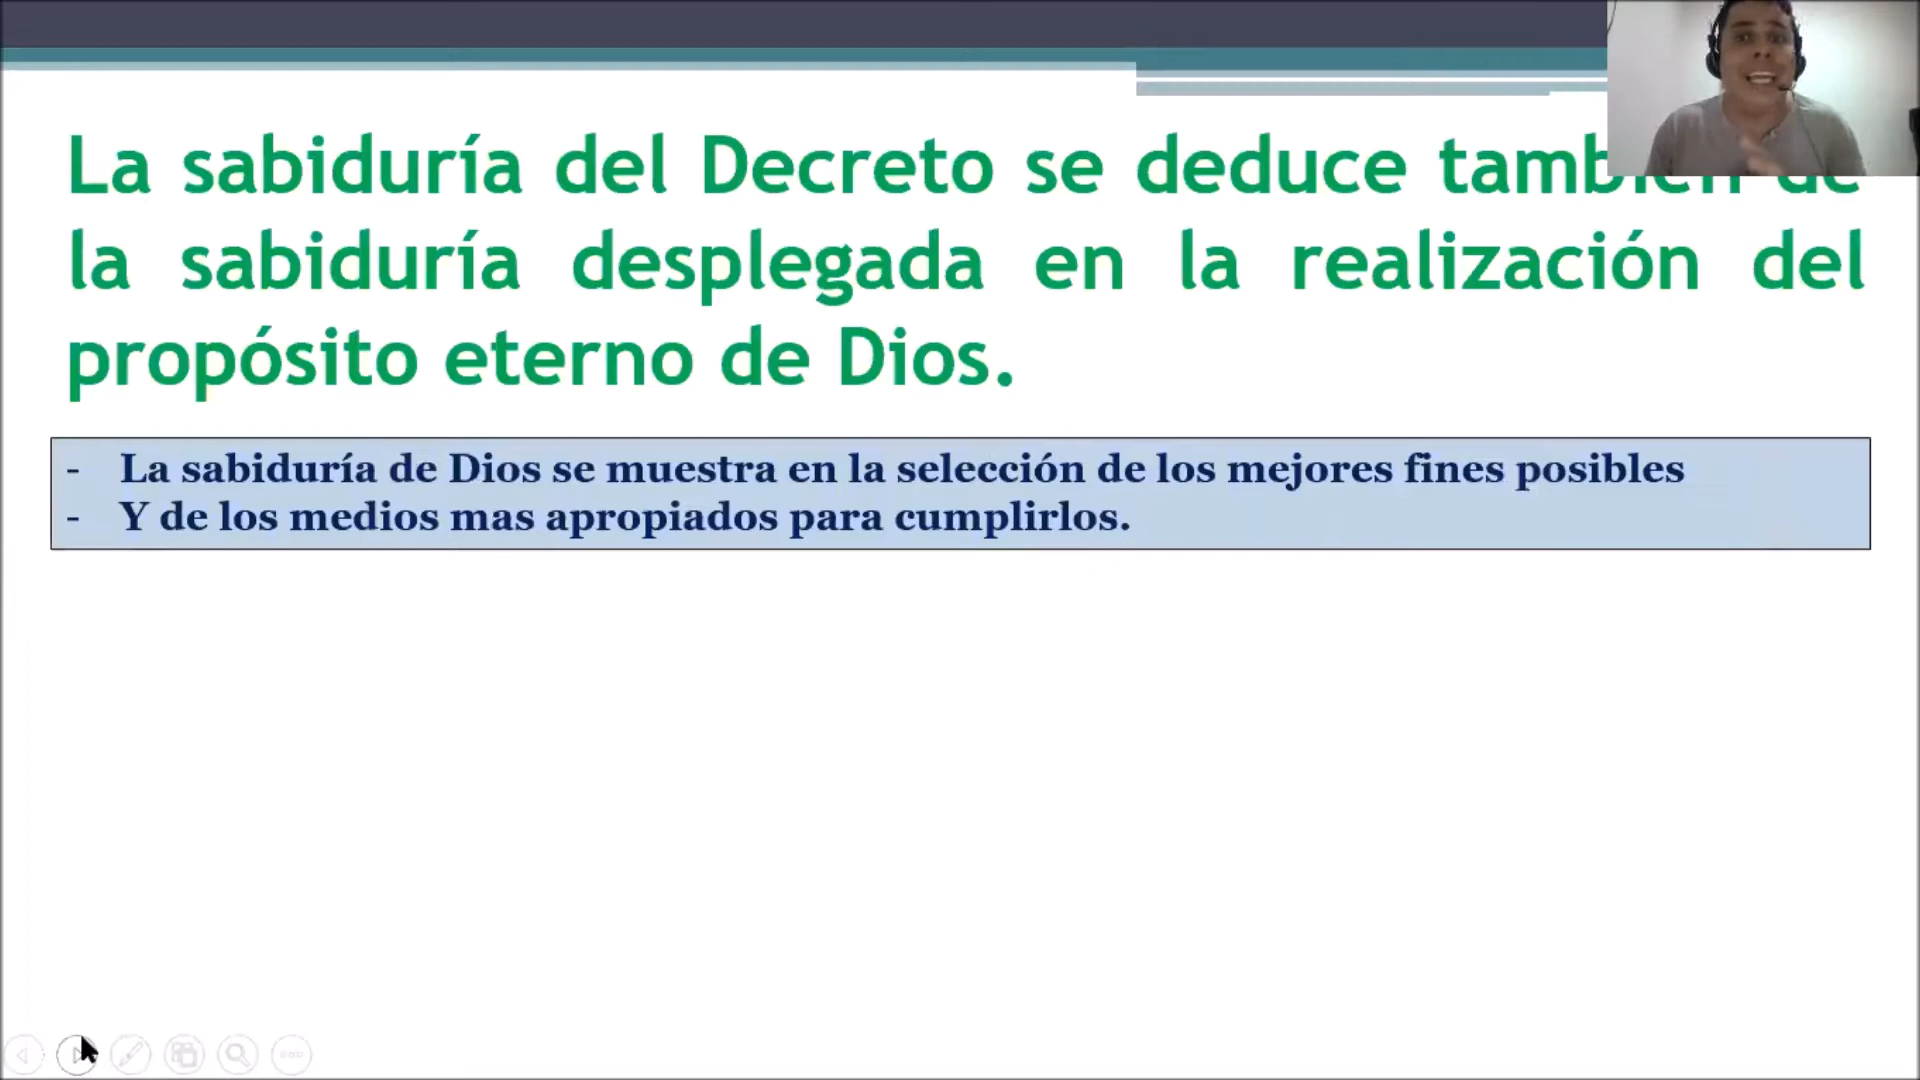 La sabiduría del Decreto se deduce también de
la sabiduría desplegada en la realización del
propósito eterno de Dios.
- La sabiduría de Dios se muestra en la selección de los mejores fines posibles
- Y de los medios mas apropiados para cumplirlos.